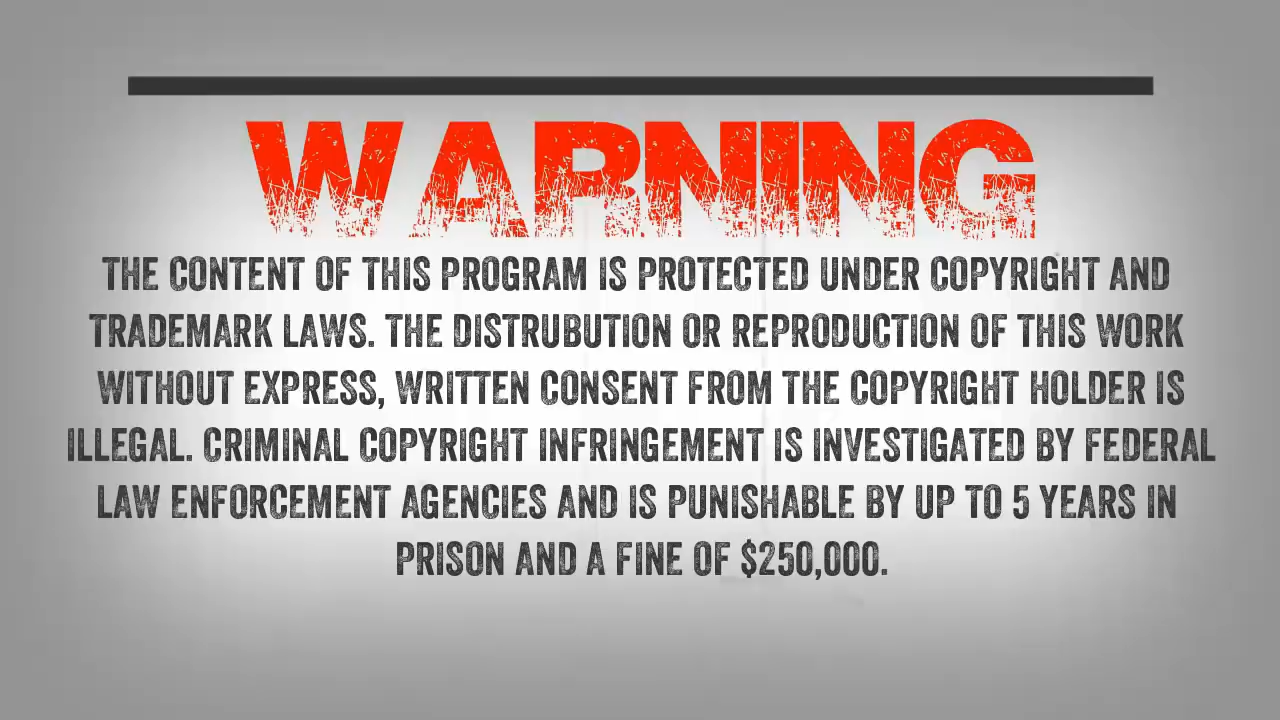 WARNING
THE CONTENT OF THIS PROGRAM IS PROTECTED UNDER COPYRIGHT AND
TRADEMARK LAWS. THE DISTRUBUTION OR REPRODUCTION OF THIS WORK
WITHOUT EXPRESS, WRITTEN CONSENT FROM THE COPYRIGHT HOLDER IS
ILLEGAL. CRIMINAL COPYRIGHT INFRINGEMENT IS INVESTIGATED BY FEDERAL
LAW ENFORCEMENT AGENCIES AND IS PUNISHABLE BY UP TO 5 YEARS IN
PRISON AND A FINE OF $250,000.